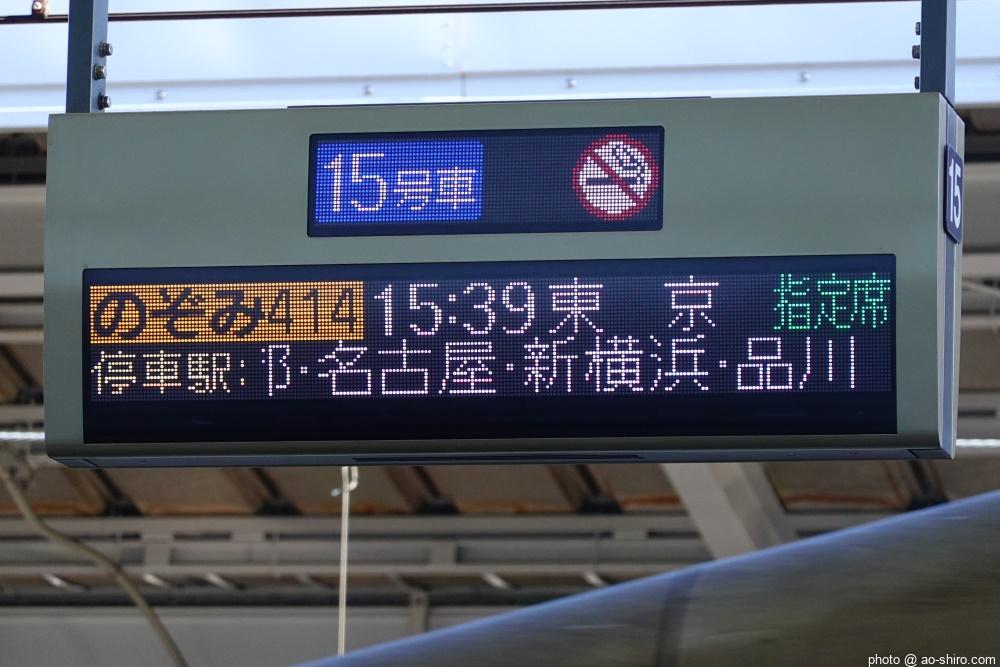 15号車
15
のぞみ414 15:39 東 京 指定席
停車駅:阝・名古屋・新横浜・品川
photo @ ao-shiro.com